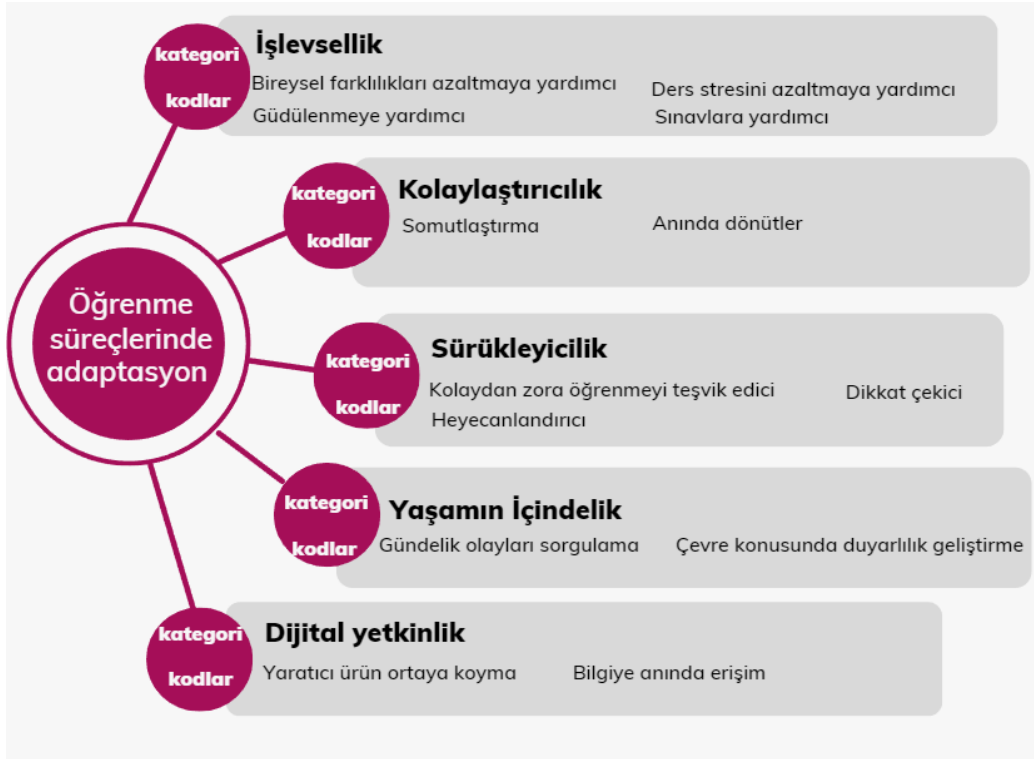 kategori
kodlar
İşlevsellik
Bireysel farklılıkları azaltmaya yardımcı
Ders stresini azaltmaya yardımcı
Güdülenmeye yardımcı
Sınavlara yardımcı
kategori
kodlar
Kolaylaştırıcılık
Somutlaştırma
Anında dönütler
Öğrenme
süreçlerinde
adaptasyon
kategori
kodlar
Sürükleyicilik
Kolaydan zora öğrenmeyi teşvik edici
Dikkat çekici
Heyecanlandırıcı
kategori
kodlar
Yaşamın İçindelik
Gündelik olayları sorgulama
Çevre konusunda duyarlılık geliştirme
kategori
kodlar
Dijital yetkinlik
Yaratıcı ürün ortaya koyma
Bilgiye anında erişim